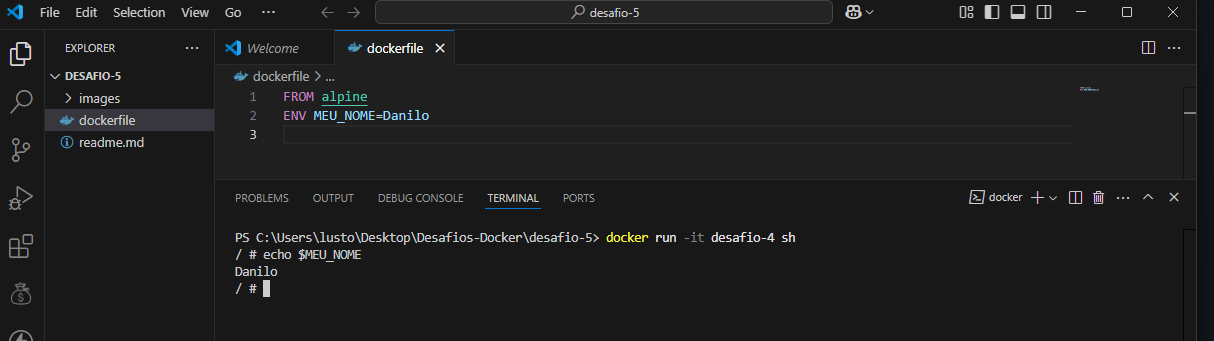 File Edit Selection View Go ··· desafio-5
EXPLORER ···
Welcome dockerfile
DESAFIO-5
images
dockerfile
readme.md
dockerfile > ...
1 FROM alpine
2 ENV MEU_NOME=Danilo
3
PROBLEMS OUTPUT DEBUG CONSOLE TERMINAL PORTS docker
PS C:\Users\lusto\Desktop\Desafios-Docker\desafio-5> docker run -it desafio-4 sh
/ # echo $MEU_NOME
Danilo
/ #